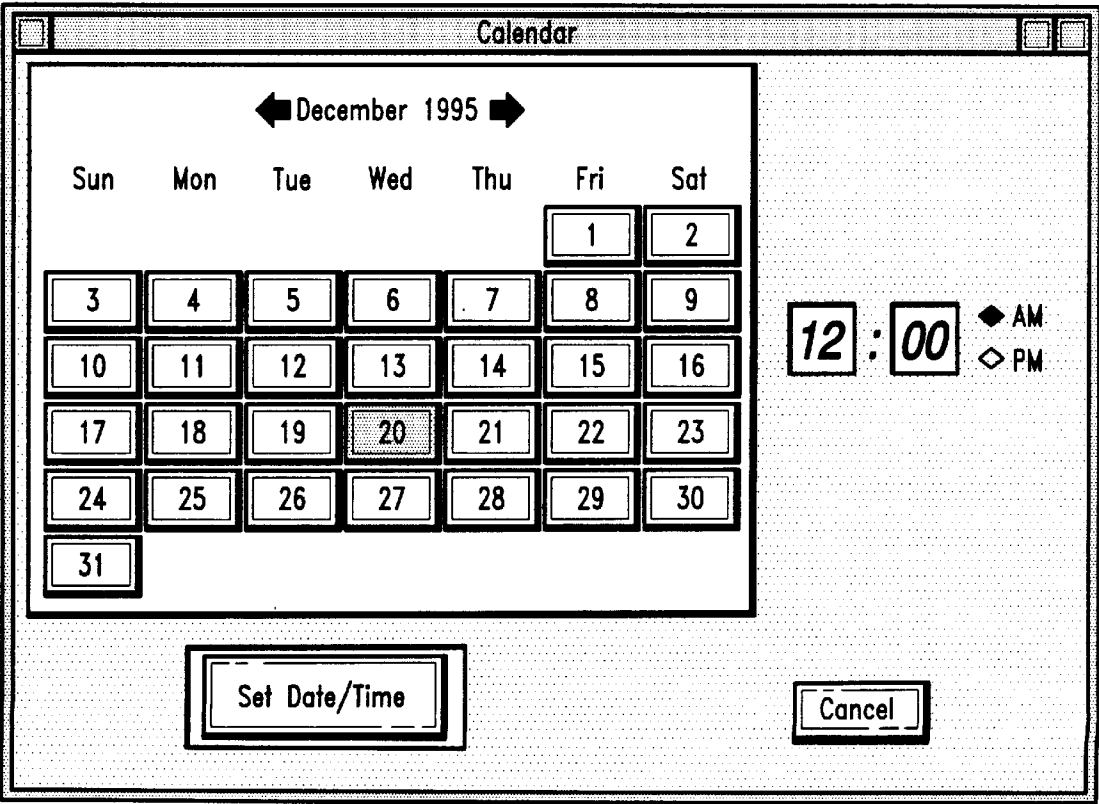 Calendar
December 1995
Sun Mon Tue Wed Thu Fri Sat
1 2
3 4 5 6 7 8 9
12 : 00 AM
PM
10 11 12 13 14 15 16
17 18 19 20 21 22 23
24 25 26 27 28 29 30
31
Set Date/Time
Cancel